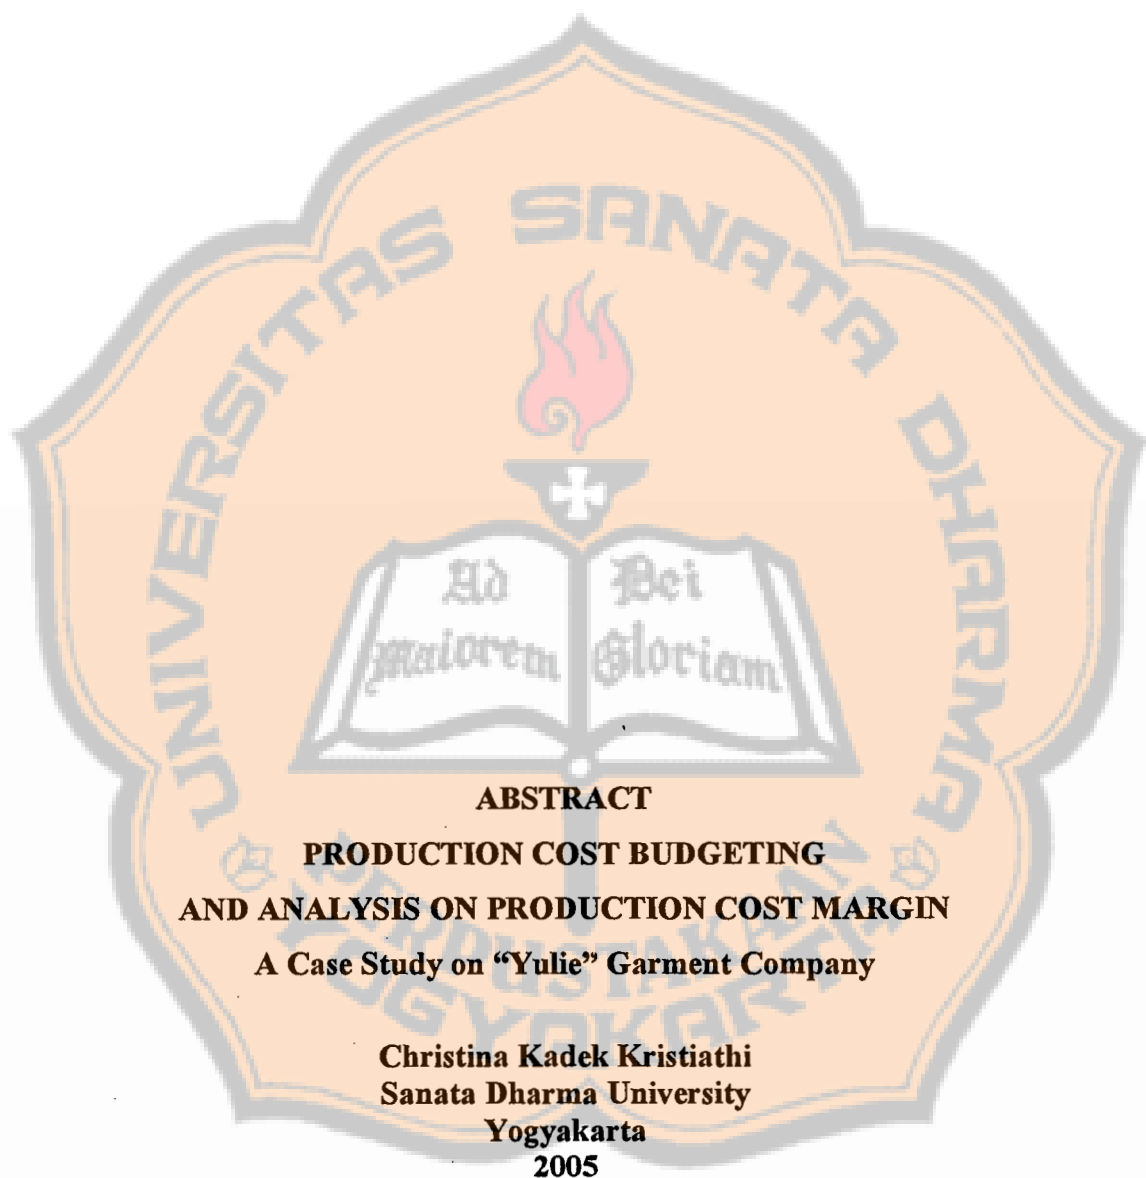 UNIVERSITAS SANATA DHARMA
Ad
maiorem
Dei
Gloriam
ABSTRACT
PRODUCTION COST BUDGETING
AND ANALYSIS ON PRODUCTION COST MARGIN
A Case Study on “Yulie” Garment Company
Christina Kadek Kristiathi
Sanata Dharma University
Yogyakarta
2005
PERPUSTAKAAN
YOGYAKARTA